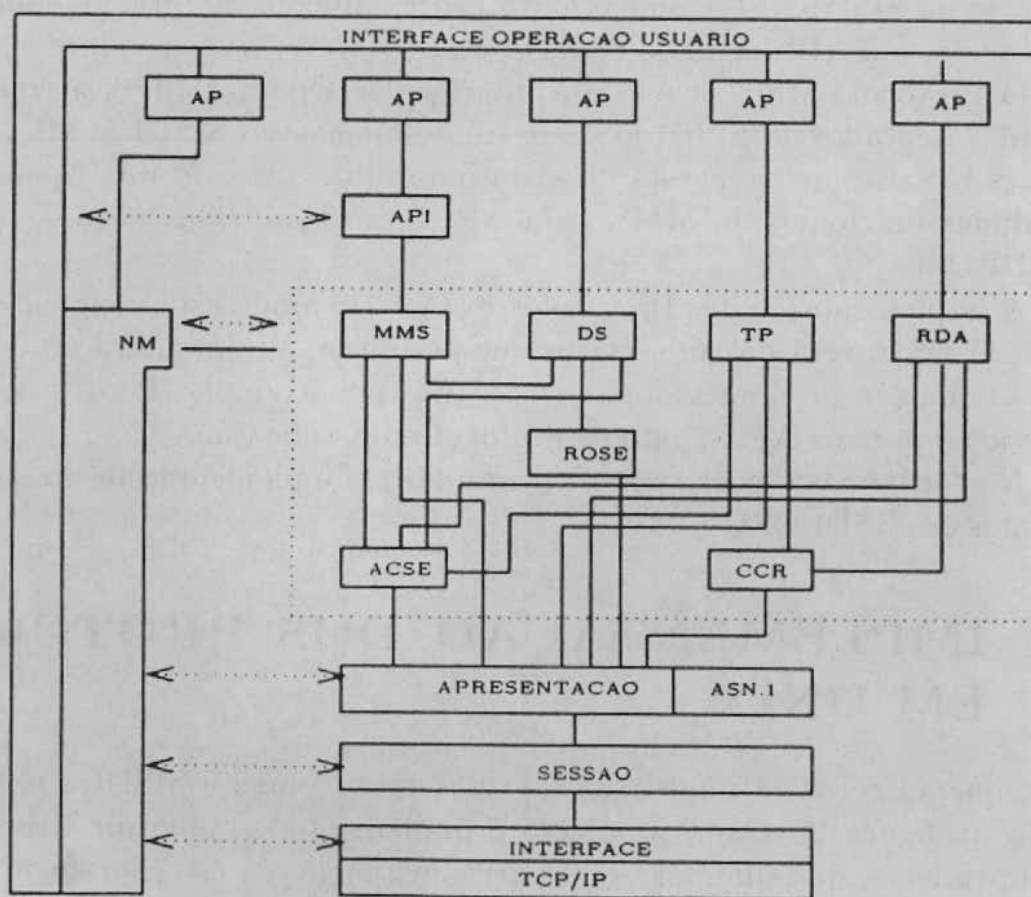 INTERFACE OPERACAO USUARIO
AP AP AP AP AP
API
NM MMS DS TP RDA
ROSE
ACSE CCR
APRESENTACAO ASN.1
SESSAO
INTERFACE
TCP/IP